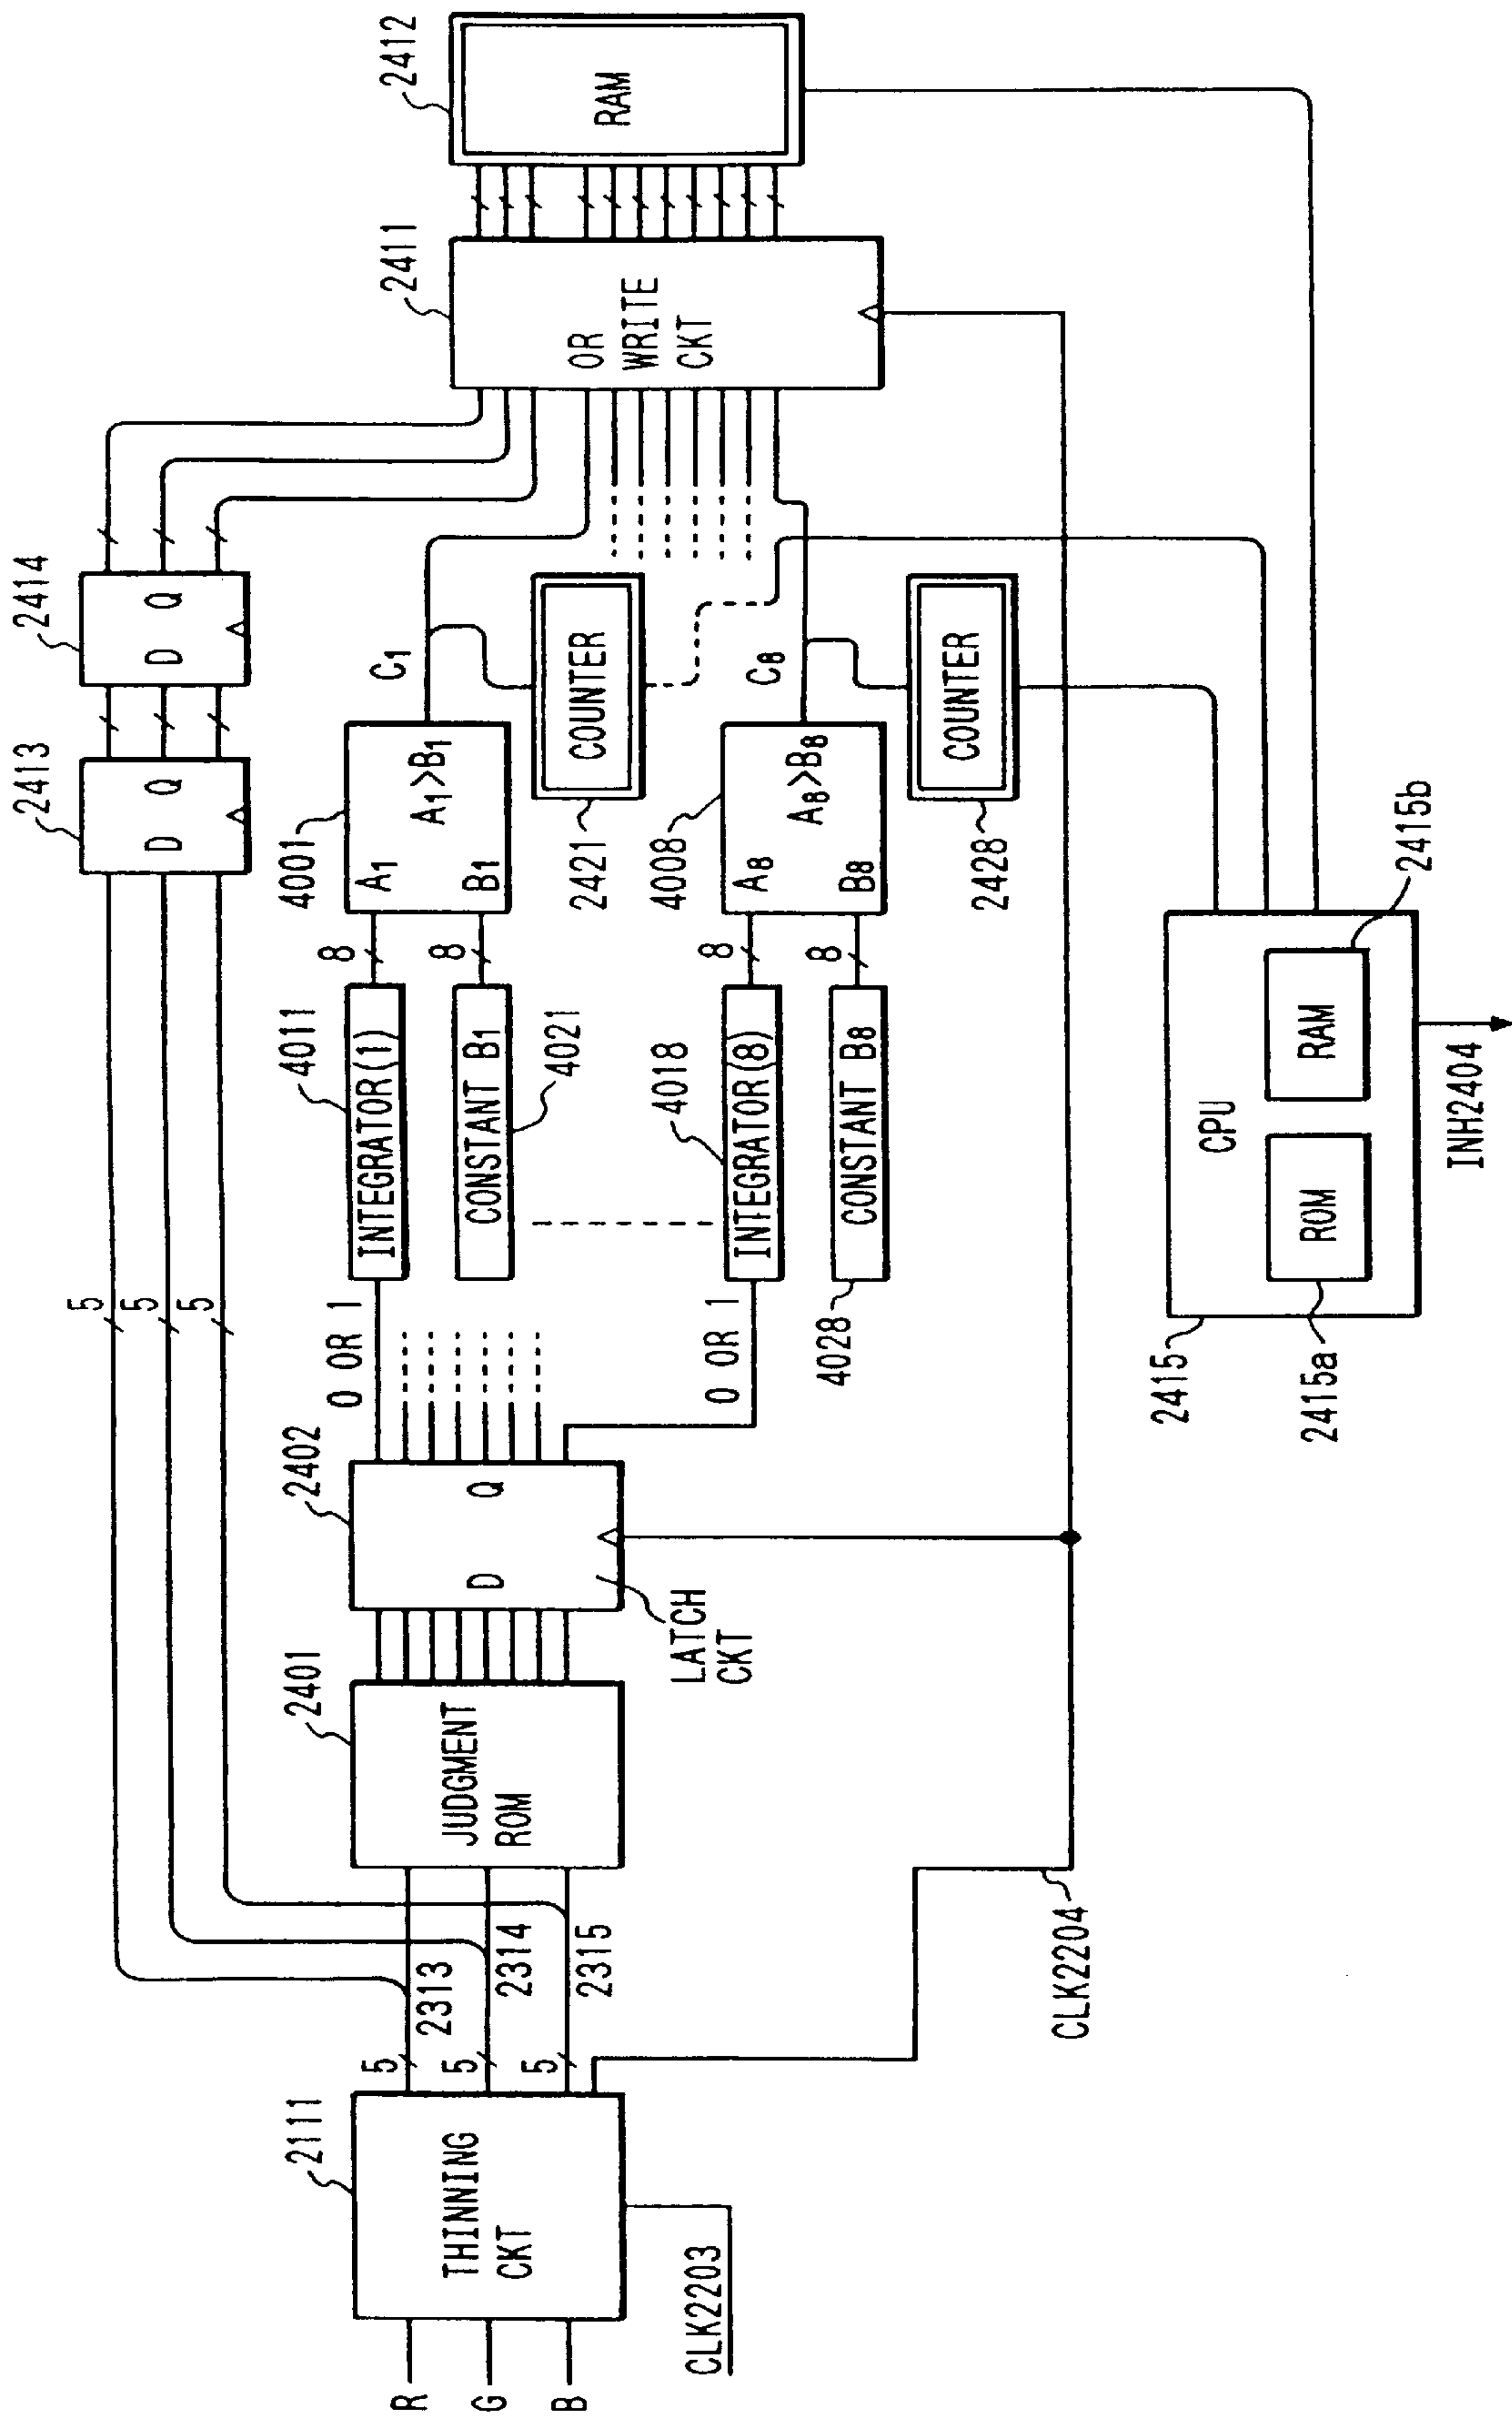 R
G
B
CLK2203
THINNING
CKT
2111
5
5
5
2313
2314
2315
CLK2204
JUDGMENT
ROM
2401
LATCH
CKT
D
Q
2402
0 OR 1
0 OR 1
5
5
5
INTEGRATOR(1)
4011
CONSTANT B1
4021
INTEGRATOR(8)
4018
CONSTANT B8
4028
8
8
8
8
A1
B1
A1>B1
4001
A8
B8
A8>B8
4008
C1
C8
COUNTER
2421
COUNTER
2428
D Q
2413
D Q
2414
OR
WRITE
CKT
2411
RAM
2412
CPU
ROM
RAM
2415
2415a
2415b
INH2404